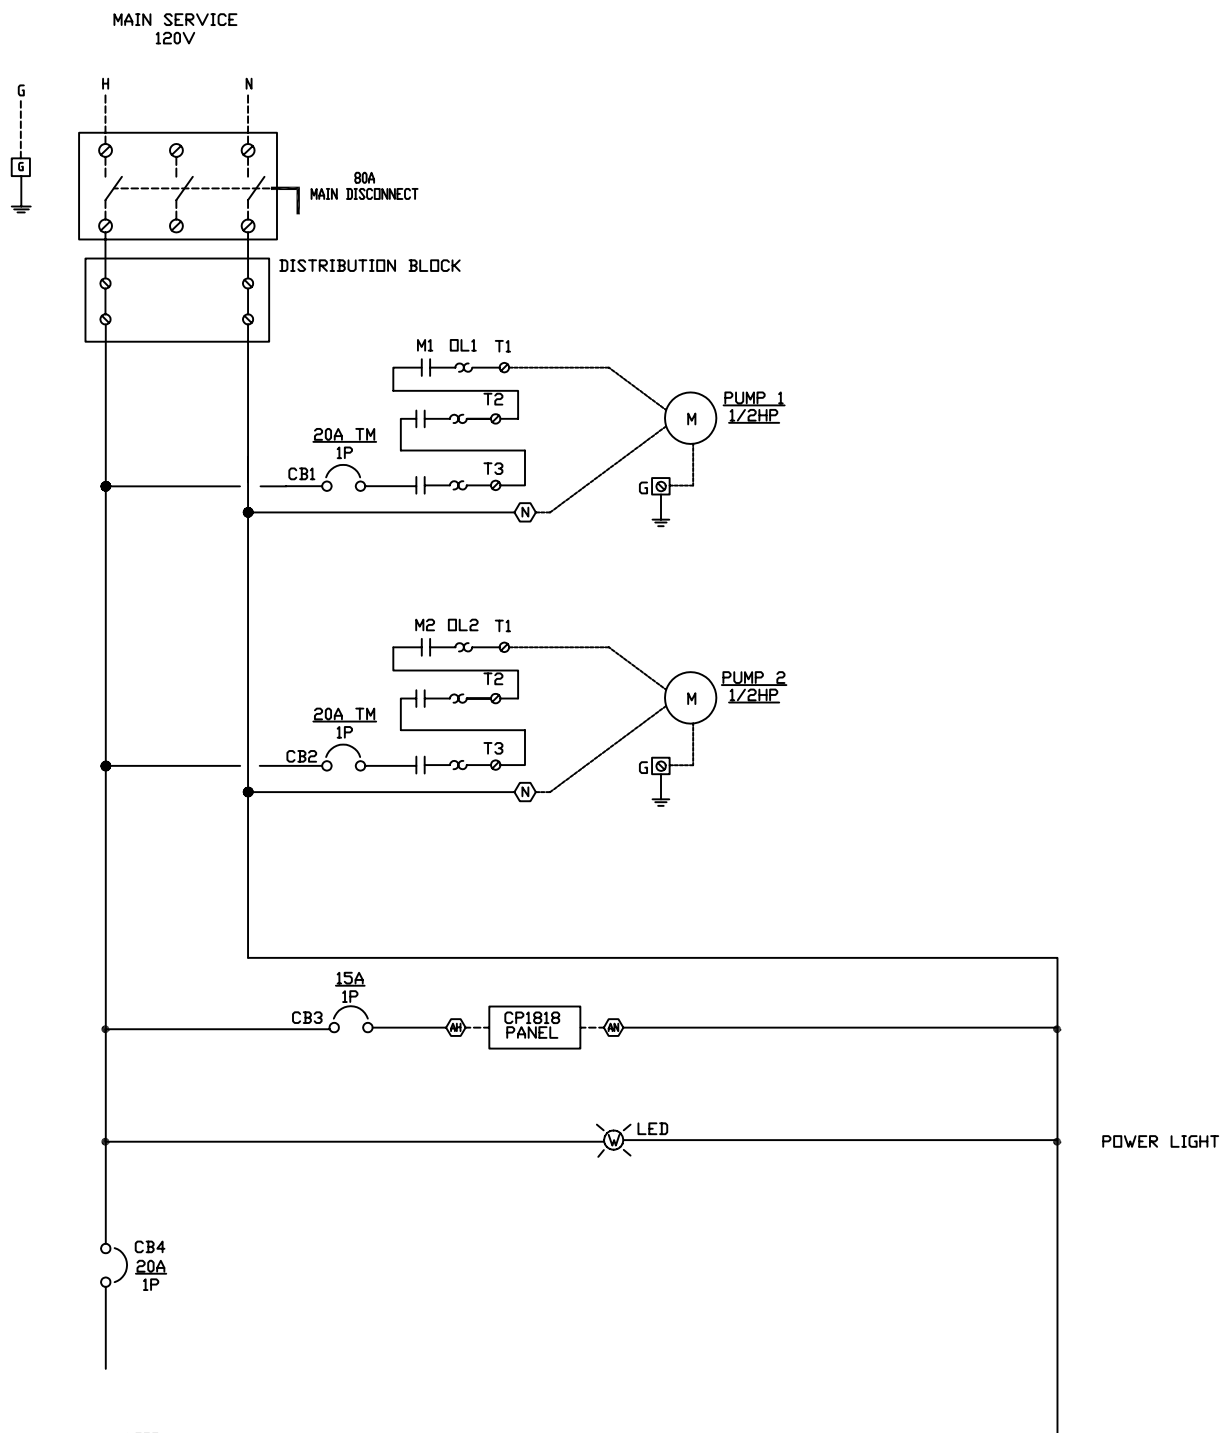 MAIN SERVICE
120V
G
H
N
G
80A
MAIN DISCONNECT
DISTRIBUTION BLOCK
M1 OL1 T1
T2
PUMP 1
1/2HP
M
20A TM
1P
CB1
T3
G
N
M2 OL2 T1
T2
PUMP 2
1/2HP
M
20A TM
1P
CB2
T3
G
N
15A
1P
CB3
AH
CP1818
PANEL
AN
LED
W
POWER LIGHT
CB4
20A
1P